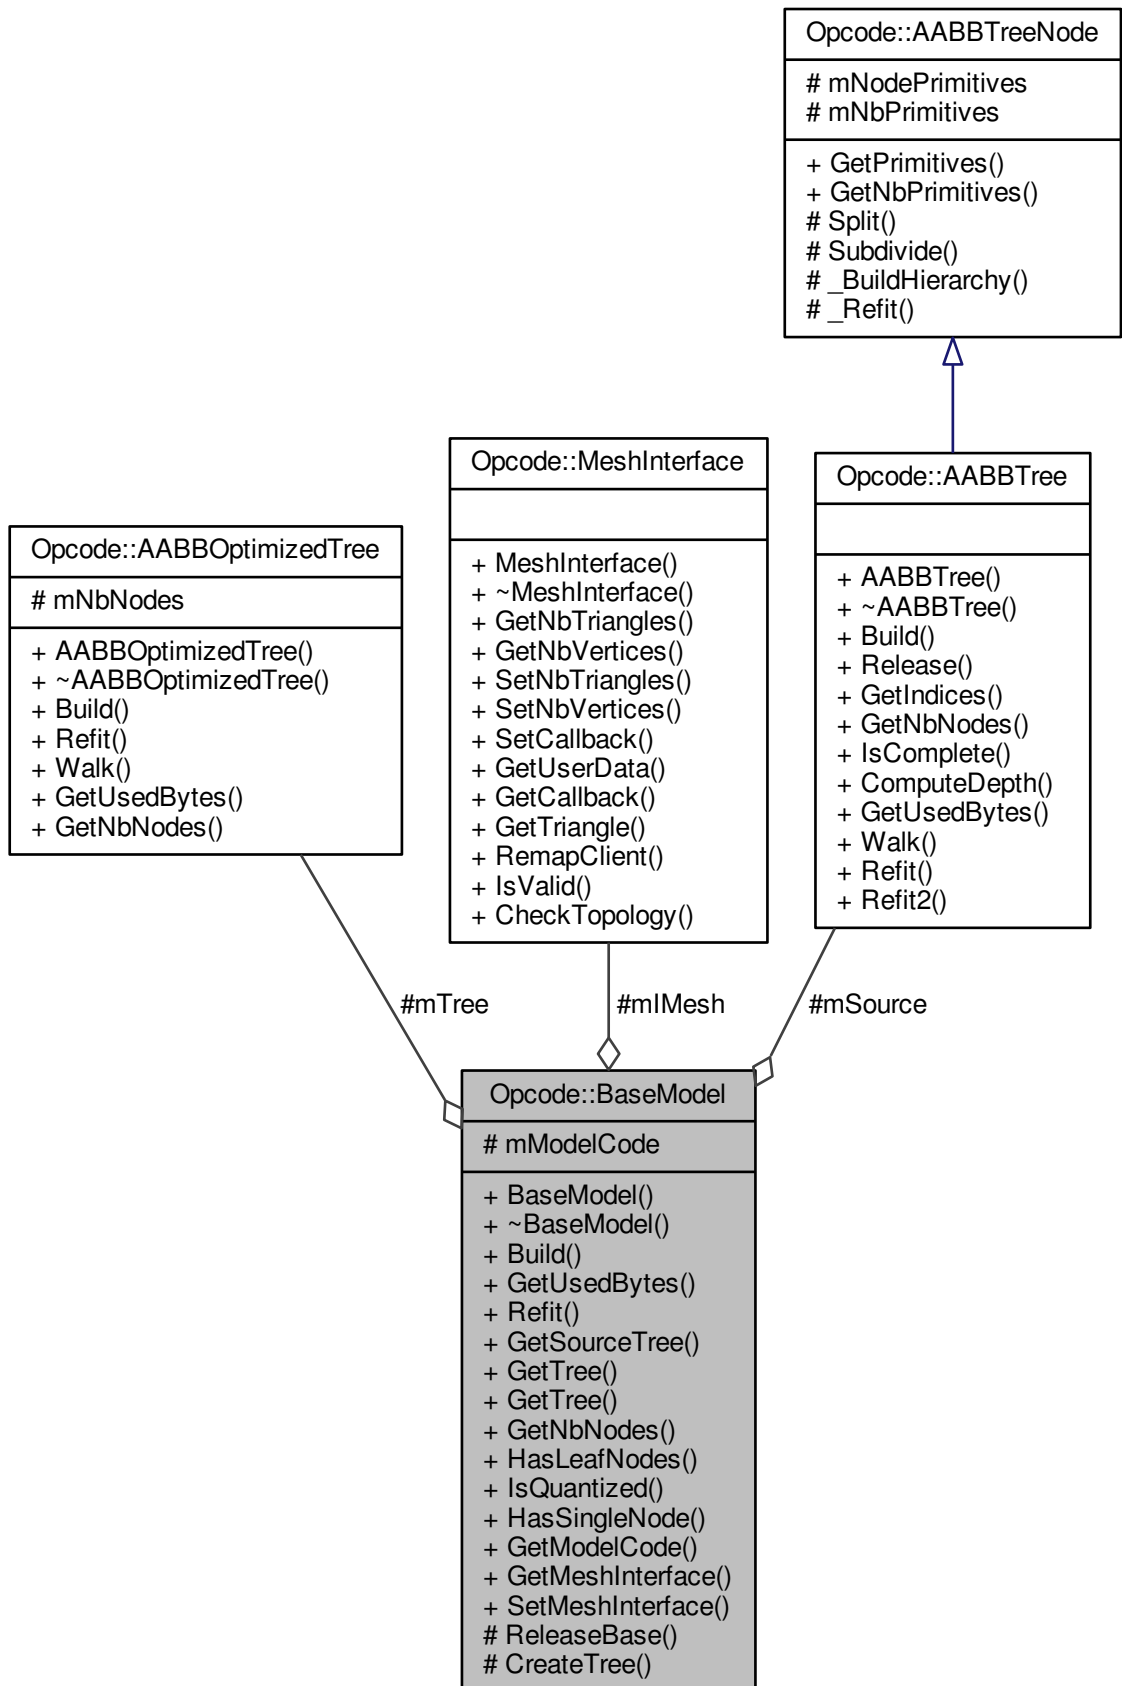 Opcode::AABBTreeNode
# mNodePrimitives
# mNbPrimitives
+ GetPrimitives()
+ GetNbPrimitives()
# Split()
# Subdivide()
# _BuildHierarchy()
# _Refit()
Opcode::AABBOptimizedTree
# mNbNodes
+ AABBOptimizedTree()
+ ~AABBOptimizedTree()
+ Build()
+ Refit()
+ Walk()
+ GetUsedBytes()
+ GetNbNodes()
Opcode::MeshInterface
+ MeshInterface()
+ ~MeshInterface()
+ GetNbTriangles()
+ GetNbVertices()
+ SetNbTriangles()
+ SetNbVertices()
+ SetCallback()
+ GetUserData()
+ GetCallback()
+ GetTriangle()
+ RemapClient()
+ IsValid()
+ CheckTopology()
Opcode::AABBTree
+ AABBTree()
+ ~AABBTree()
+ Build()
+ Release()
+ GetIndices()
+ GetNbNodes()
+ IsComplete()
+ ComputeDepth()
+ GetUsedBytes()
+ Walk()
+ Refit()
+ Refit2()
#mTree
#mIMesh
#mSource
Opcode::BaseModel
# mModelCode
+ BaseModel()
+ ~BaseModel()
+ Build()
+ GetUsedBytes()
+ Refit()
+ GetSourceTree()
+ GetTree()
+ GetTree()
+ GetNbNodes()
+ HasLeafNodes()
+ IsQuantized()
+ HasSingleNode()
+ GetModelCode()
+ GetMeshInterface()
+ SetMeshInterface()
# ReleaseBase()
# CreateTree()